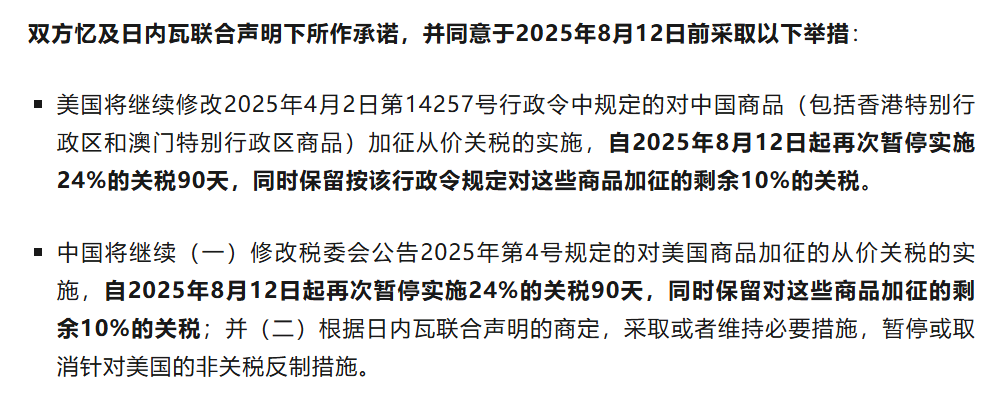 双方忆及日内瓦联合声明下所作承诺，并同意于2025年8月12日前采取以下举措：
▪ 美国将继续修改2025年4月2日第14257号行政令中规定的对中国商品（包括香港特别行
政区和澳门特别行政区商品）加征从价关税的实施，自2025年8月12日起再次暂停实施
24%的关税90天，同时保留按该行政令规定对这些商品加征的剩余10%的关税。
▪ 中国将继续（一）修改税委会公告2025年第4号规定的对美国商品加征的从价关税的实
施，自2025年8月12日起再次暂停实施24%的关税90天，同时保留对这些商品加征的剩
余10%的关税；并（二）根据日内瓦联合声明的商定，采取或者维持必要措施，暂停或取
消针对美国的非关税反制措施。